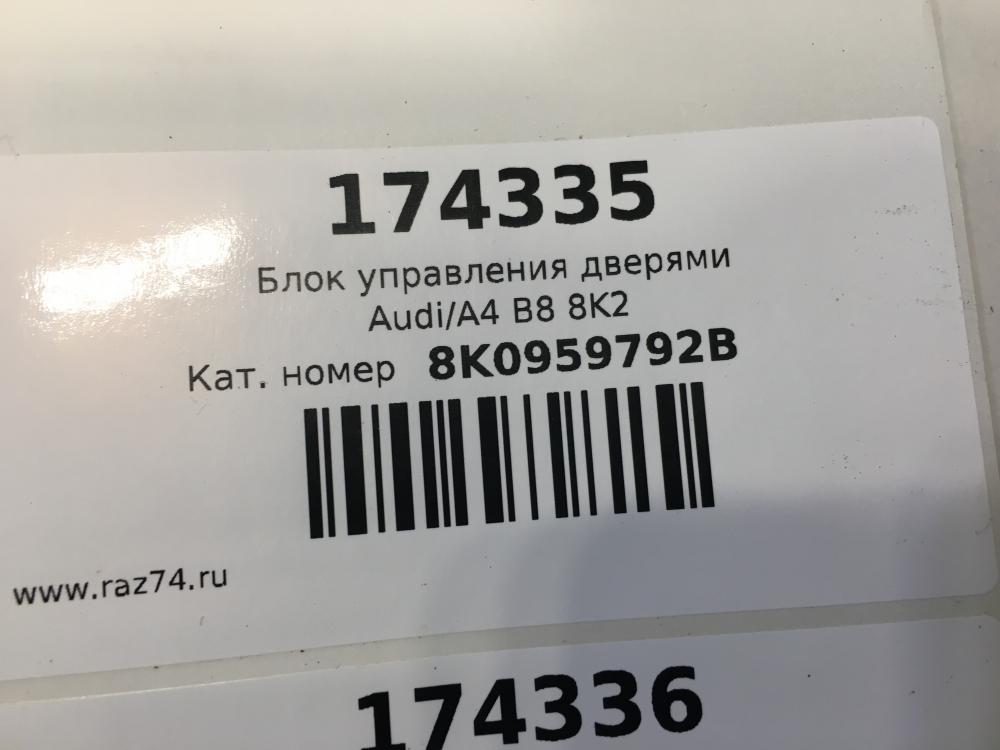 174335
Блок управления дверями
Audi/A4 B8 8K2
Кат. номер 8K0959792B
www.raz74.ru
174336